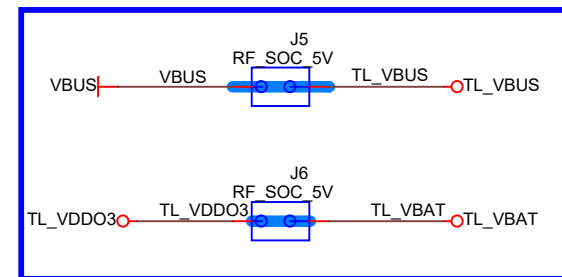 J5
RF_SOC_5V
VBUS VBUS TL_VBUS TL_VBUS
J6
RF_SOC_5V
TL_VDDO3 TL_VDDO3 TL_VBAT TL_VBAT